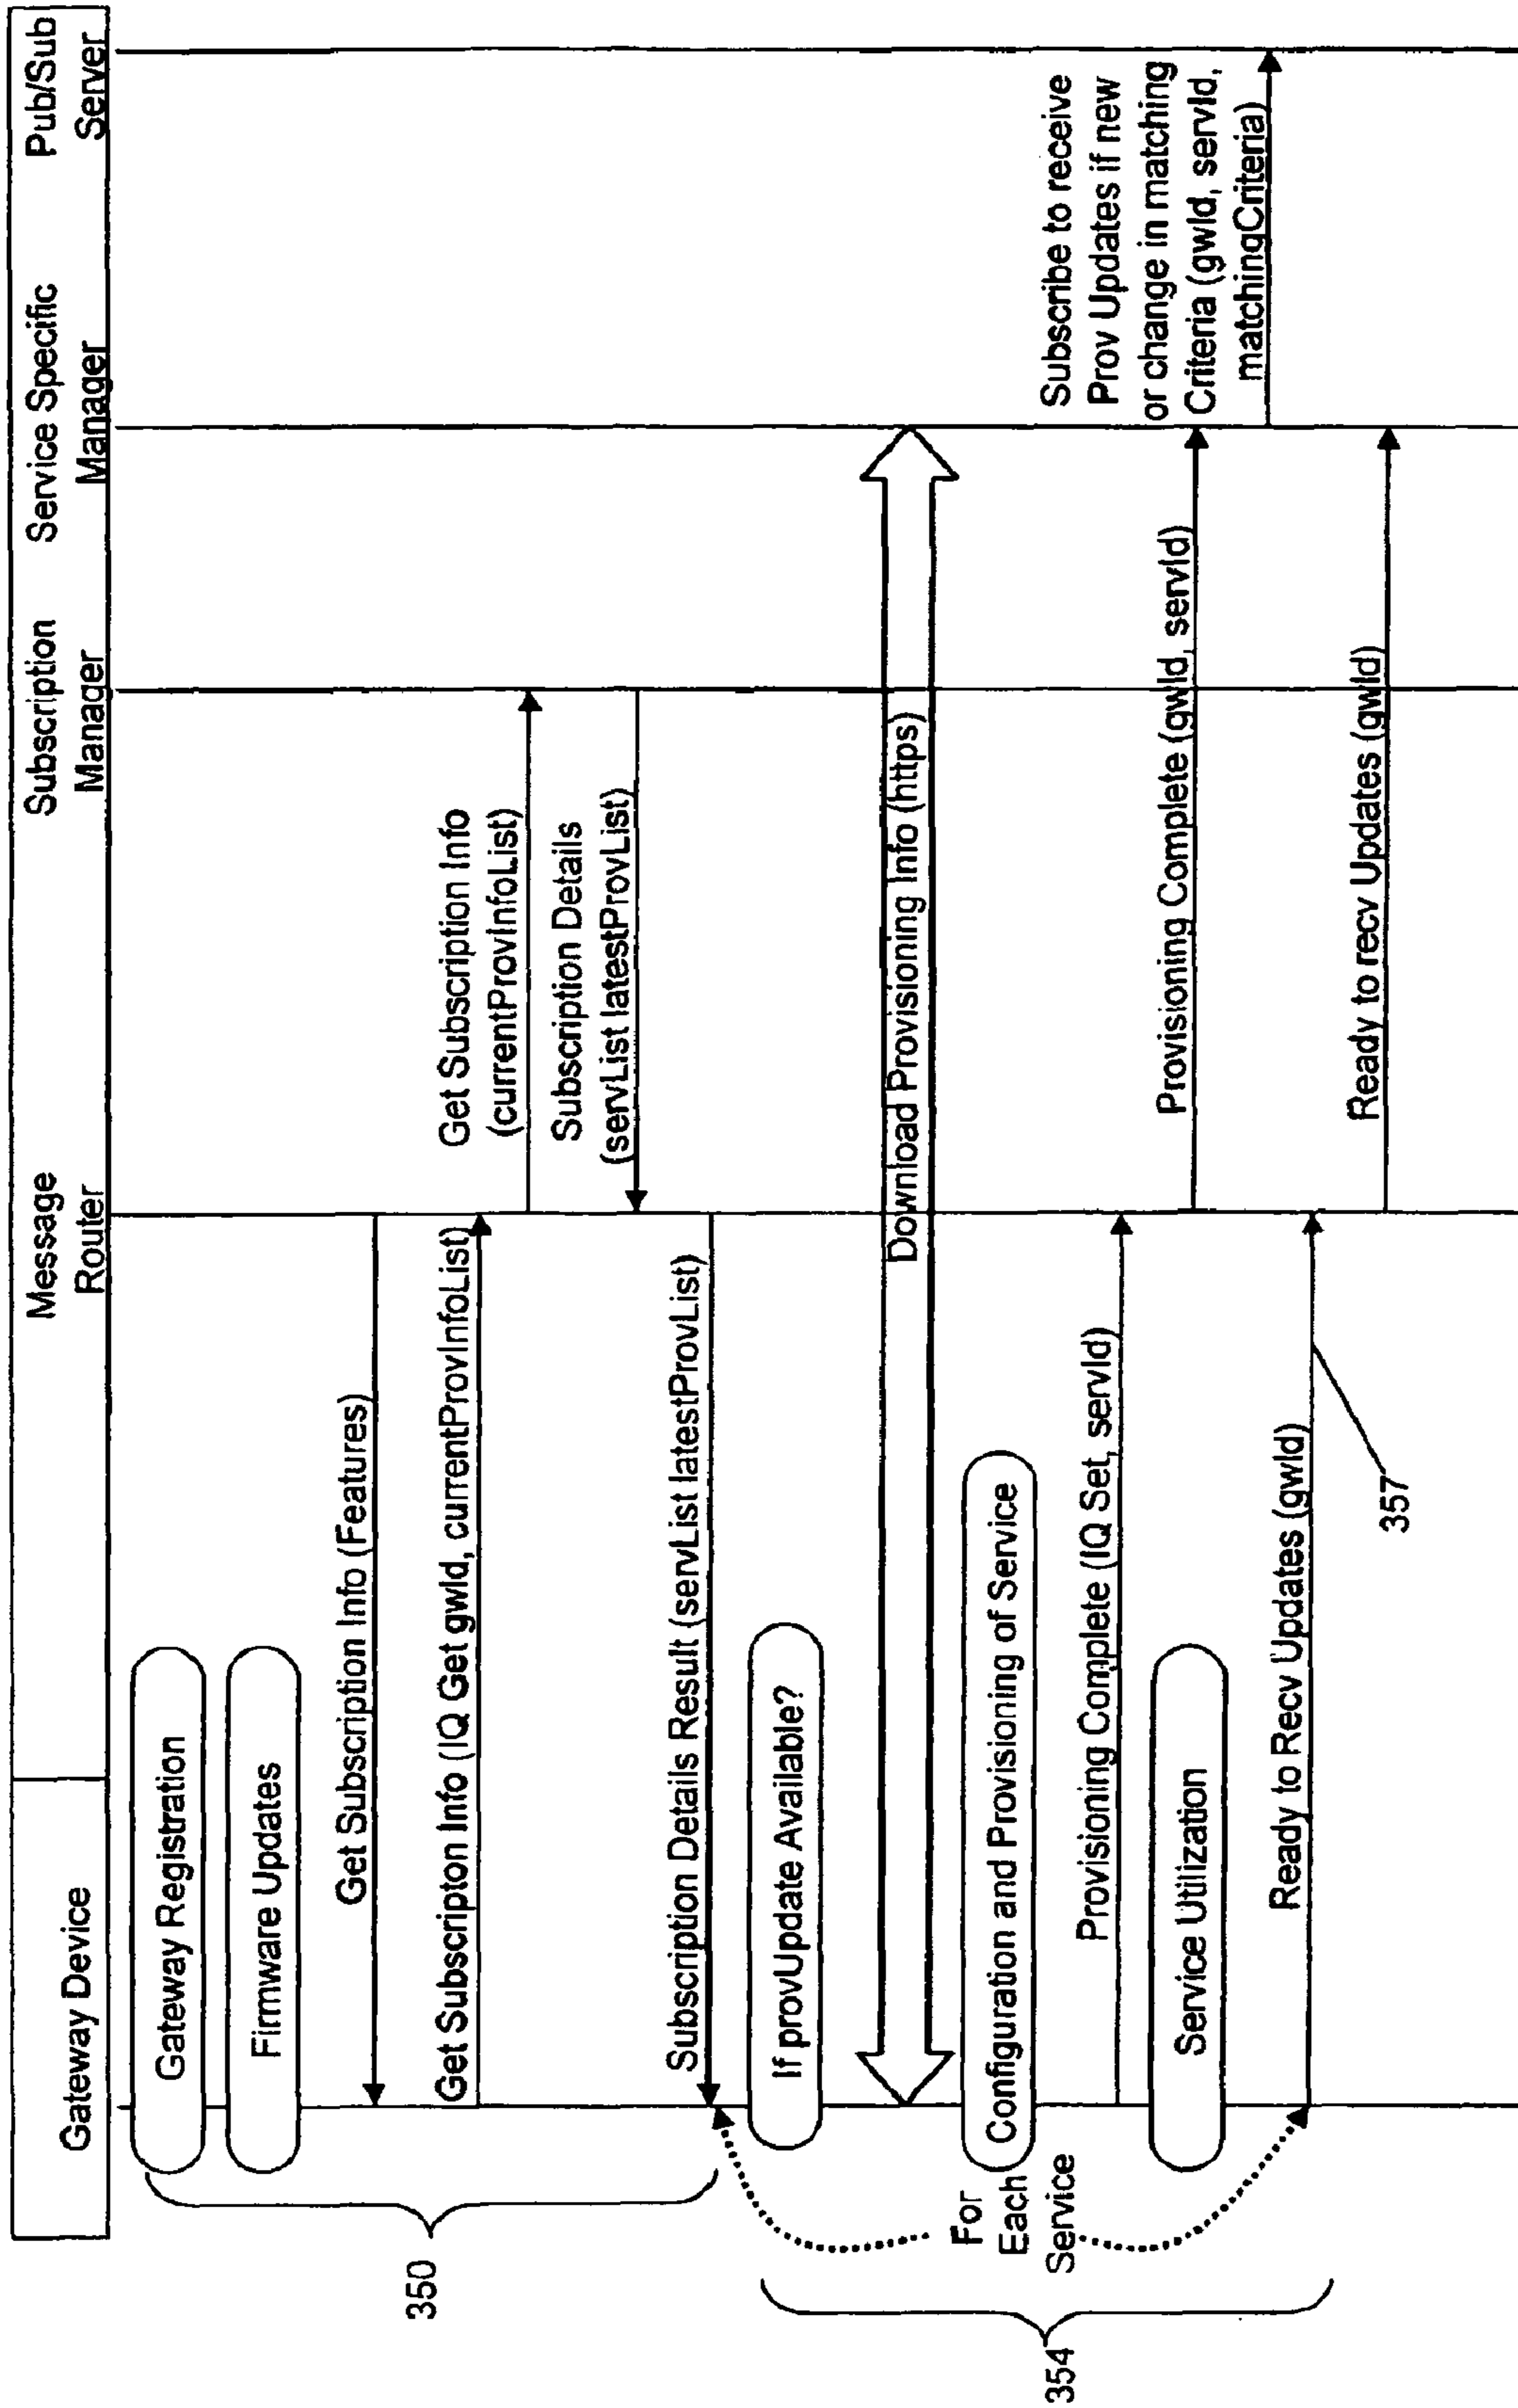 Gateway Device
Message
Router
Subscription
Manager
Service Specific
Manager
Pub/Sub
Server
Gateway Registration
Firmware Updates
Get Subscription Info (Features)
Get Subscripton Info (IQ Get gwId, currentProvInfoList)
Get Subscription Info
(currentProvInfoList)
Subscription Details
(servList latestProvList)
Subscription Details Result (servList latestProvList)
350
If provUpdate Available?
Download Provisioning Info (https)
Configuration and Provisioning of Service
For
Each
Service
354
Provisioning Complete (IQ Set, servId)
Provisioning Complete (gwId, servId)
Subscribe to receive
Prov Updates if new
or change in matching
Criteria (gwId, servId,
matchingCriteria)
Service Utilization
Ready to Recv Updates (gwId)
357
Ready to recv Updates (gwId)